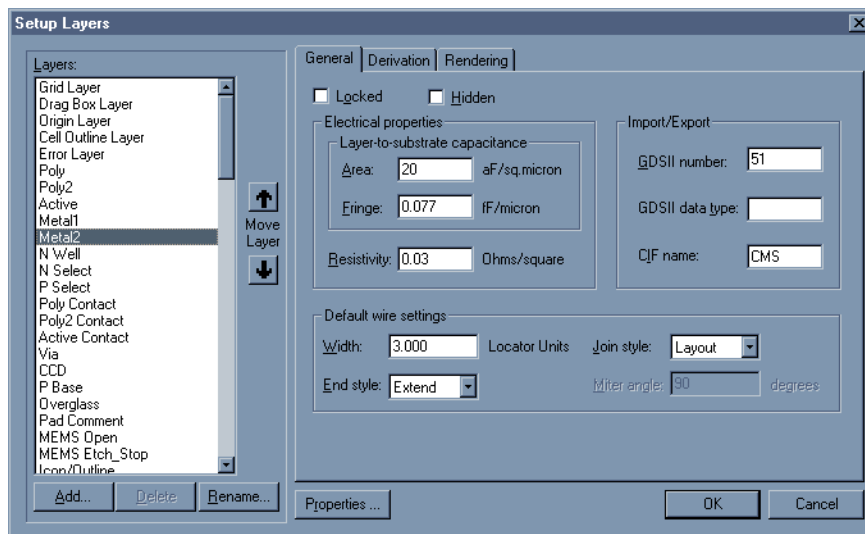 Setup Layers
Layers:
Grid Layer
Drag Box Layer
Origin Layer
Cell Outline Layer
Error Layer
Poly
Poly2
Active
Metal1
Metal2
N Well
N Select
P Select
Poly Contact
Poly2 Contact
Active Contact
Via
CCD
P Base
Overglass
Pad Comment
MEMS Open
MEMS Etch_Stop
Icon/Outline
Move
Layer
Add...
Delete
Rename...
General
Derivation
Rendering
Locked
Hidden
Electrical properties
Layer-to-substrate capacitance
Area: 20 aF/sq.micron
Fringe: 0.077 fF/micron
Resistivity: 0.03 Ohms/square
Import/Export
GDSII number: 51
GDSII data type:
CIF name: CMS
Default wire settings
Width: 3.000 Locator Units
Join style: Layout
End style: Extend
Miter angle: 90 degrees
Properties ...
OK
Cancel